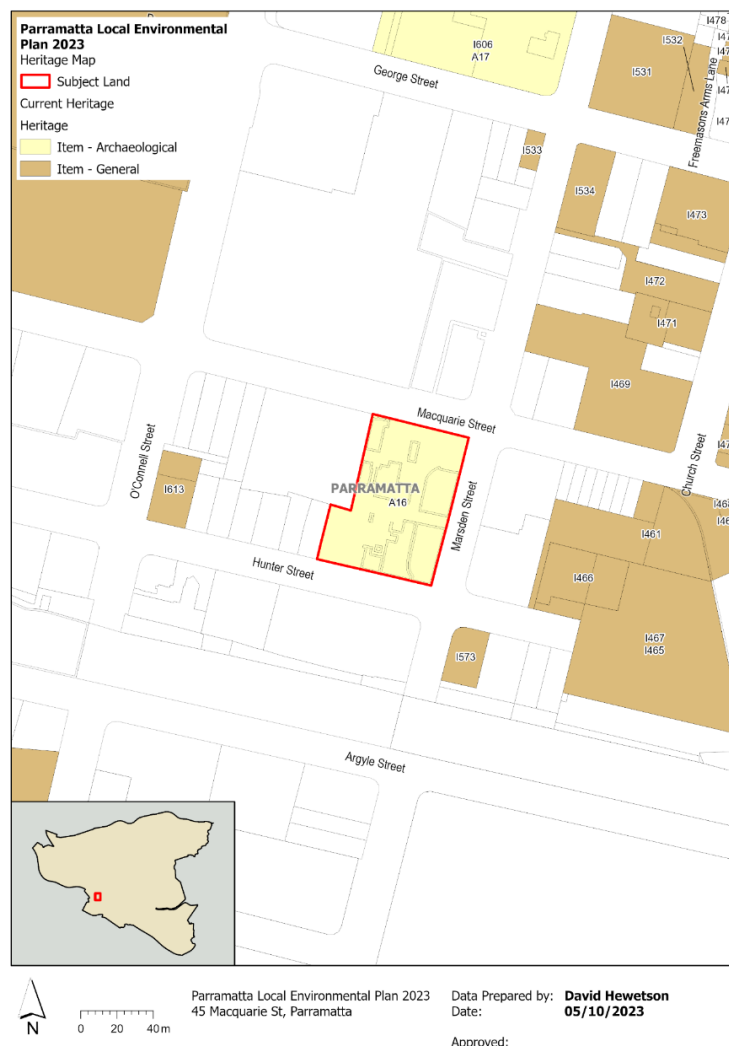 Parramatta Local Environmental
Plan 2023
Heritage Map
Subject Land
Current Heritage
Heritage
Item - Archaeological
Item - General
I606
A17
George Street
I478
I532
I531
Freemasons Arms Lane
I533
I534
I473
I472
I471
I469
Macquarie Street
O'Connell Street
Church Street
PARRAMATTA
A16
Marsden Street
I613
I461
Hunter Street
I466
I467
I465
I573
Argyle Street
N
0 20 40 m
Parramatta Local Environmental Plan 2023
45 Macquarie St, Parramatta
Data Prepared by: David Hewetson
Date: 05/10/2023
Approved: